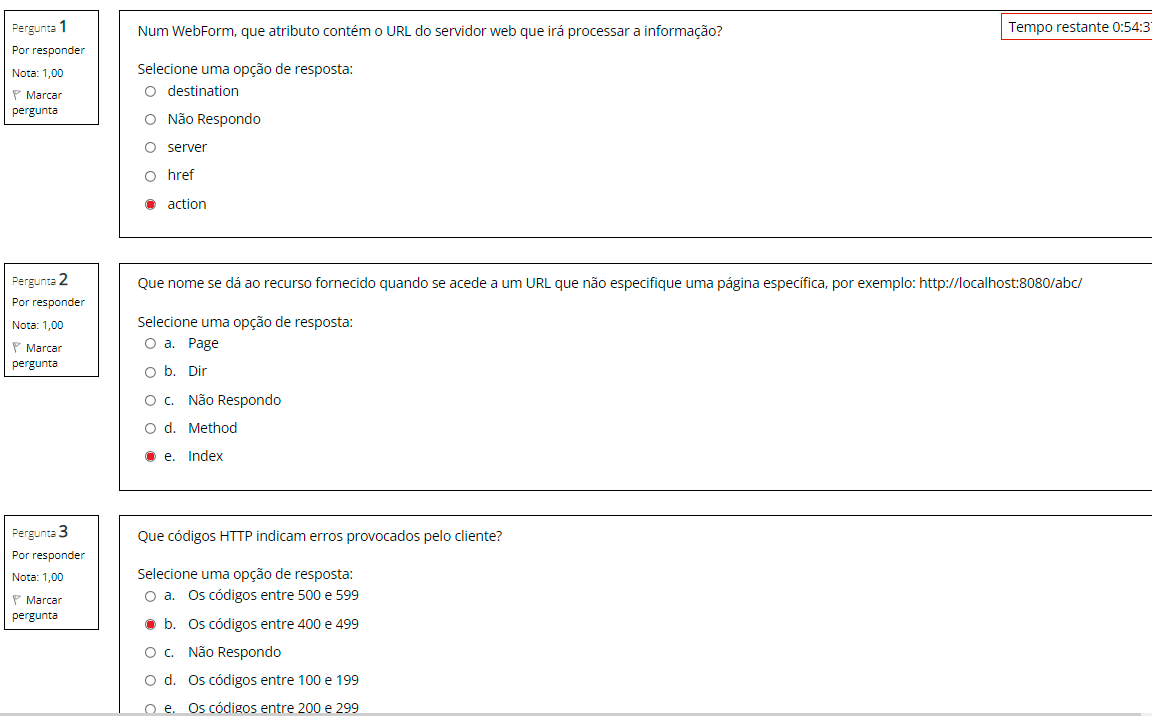 Pergunta 1
Por responder
Nota: 1,00
Marcar
pergunta
Num WebForm, que atributo contém o URL do servidor web que irá processar a informação?
Tempo restante 0:54:3
Selecione uma opção de resposta:
destination
Não Respondo
server
href
action
Pergunta 2
Por responder
Nota: 1,00
Marcar
pergunta
Que nome se dá ao recurso fornecido quando se acede a um URL que não especifique uma página específica, por exemplo: http://localhost:8080/abc/
Selecione uma opção de resposta:
a. Page
b. Dir
c. Não Respondo
d. Method
e. Index
Pergunta 3
Por responder
Nota: 1,00
Marcar
pergunta
Que códigos HTTP indicam erros provocados pelo cliente?
Selecione uma opção de resposta:
a. Os códigos entre 500 e 599
b. Os códigos entre 400 e 499
c. Não Respondo
d. Os códigos entre 100 e 199
e. Os códigos entre 200 e 299